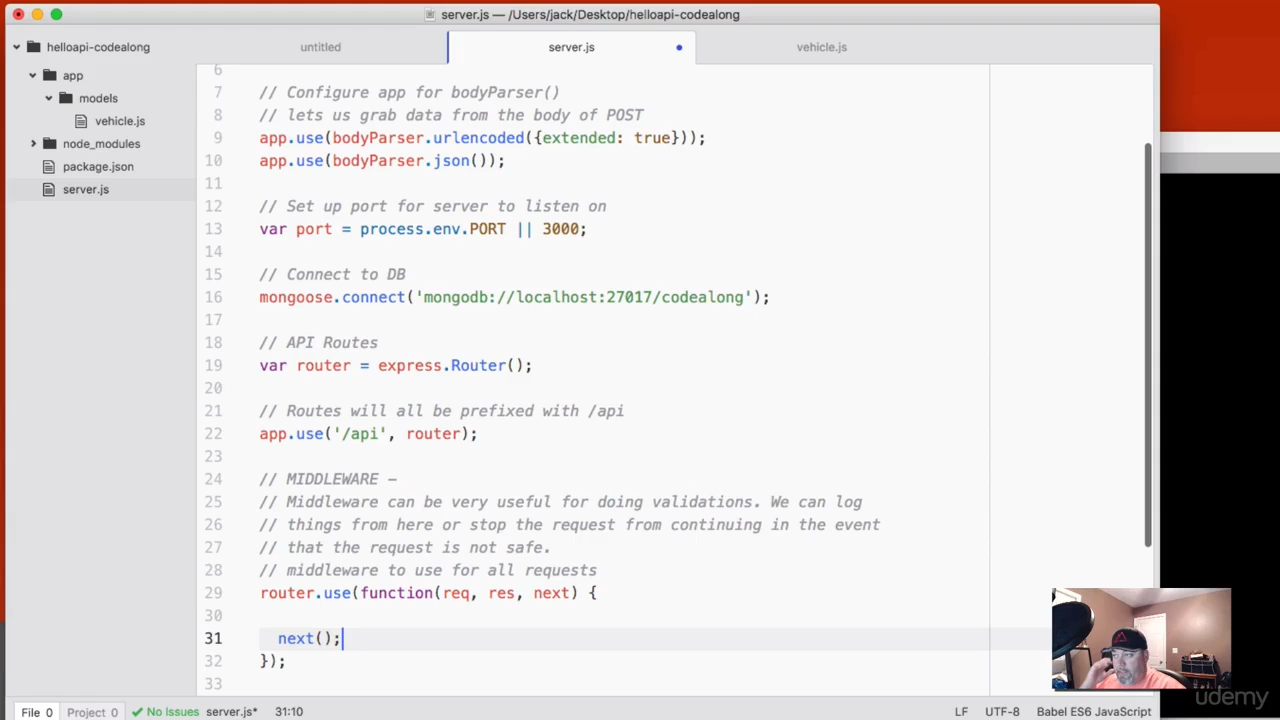 server.js — /Users/jack/Desktop/helloapi-codealong
helloapi-codealong
untitled
server.js
vehicle.js
app
models
vehicle.js
node_modules
package.json
server.js
6
7 // Configure app for bodyParser()
8 // lets us grab data from the body of POST
9 app.use(bodyParser.urlencoded({extended: true}));
10 app.use(bodyParser.json());
11
12 // Set up port for server to listen on
13 var port = process.env.PORT || 3000;
14
15 // Connect to DB
16 mongoose.connect('mongodb://localhost:27017/codealong');
17
18 // API Routes
19 var router = express.Router();
20
21 // Routes will all be prefixed with /api
22 app.use('/api', router);
23
24 // MIDDLEWARE -
25 // Middleware can be very useful for doing validations. We can log
26 // things from here or stop the request from continuing in the event
27 // that the request is not safe.
28 // middleware to use for all requests
29 router.use(function(req, res, next) {
30
31 next();
32 });
33
File 0 Project 0 No Issues server.js* 31:10 LF UTF-8 Babel ES6 JavaScript
udemy